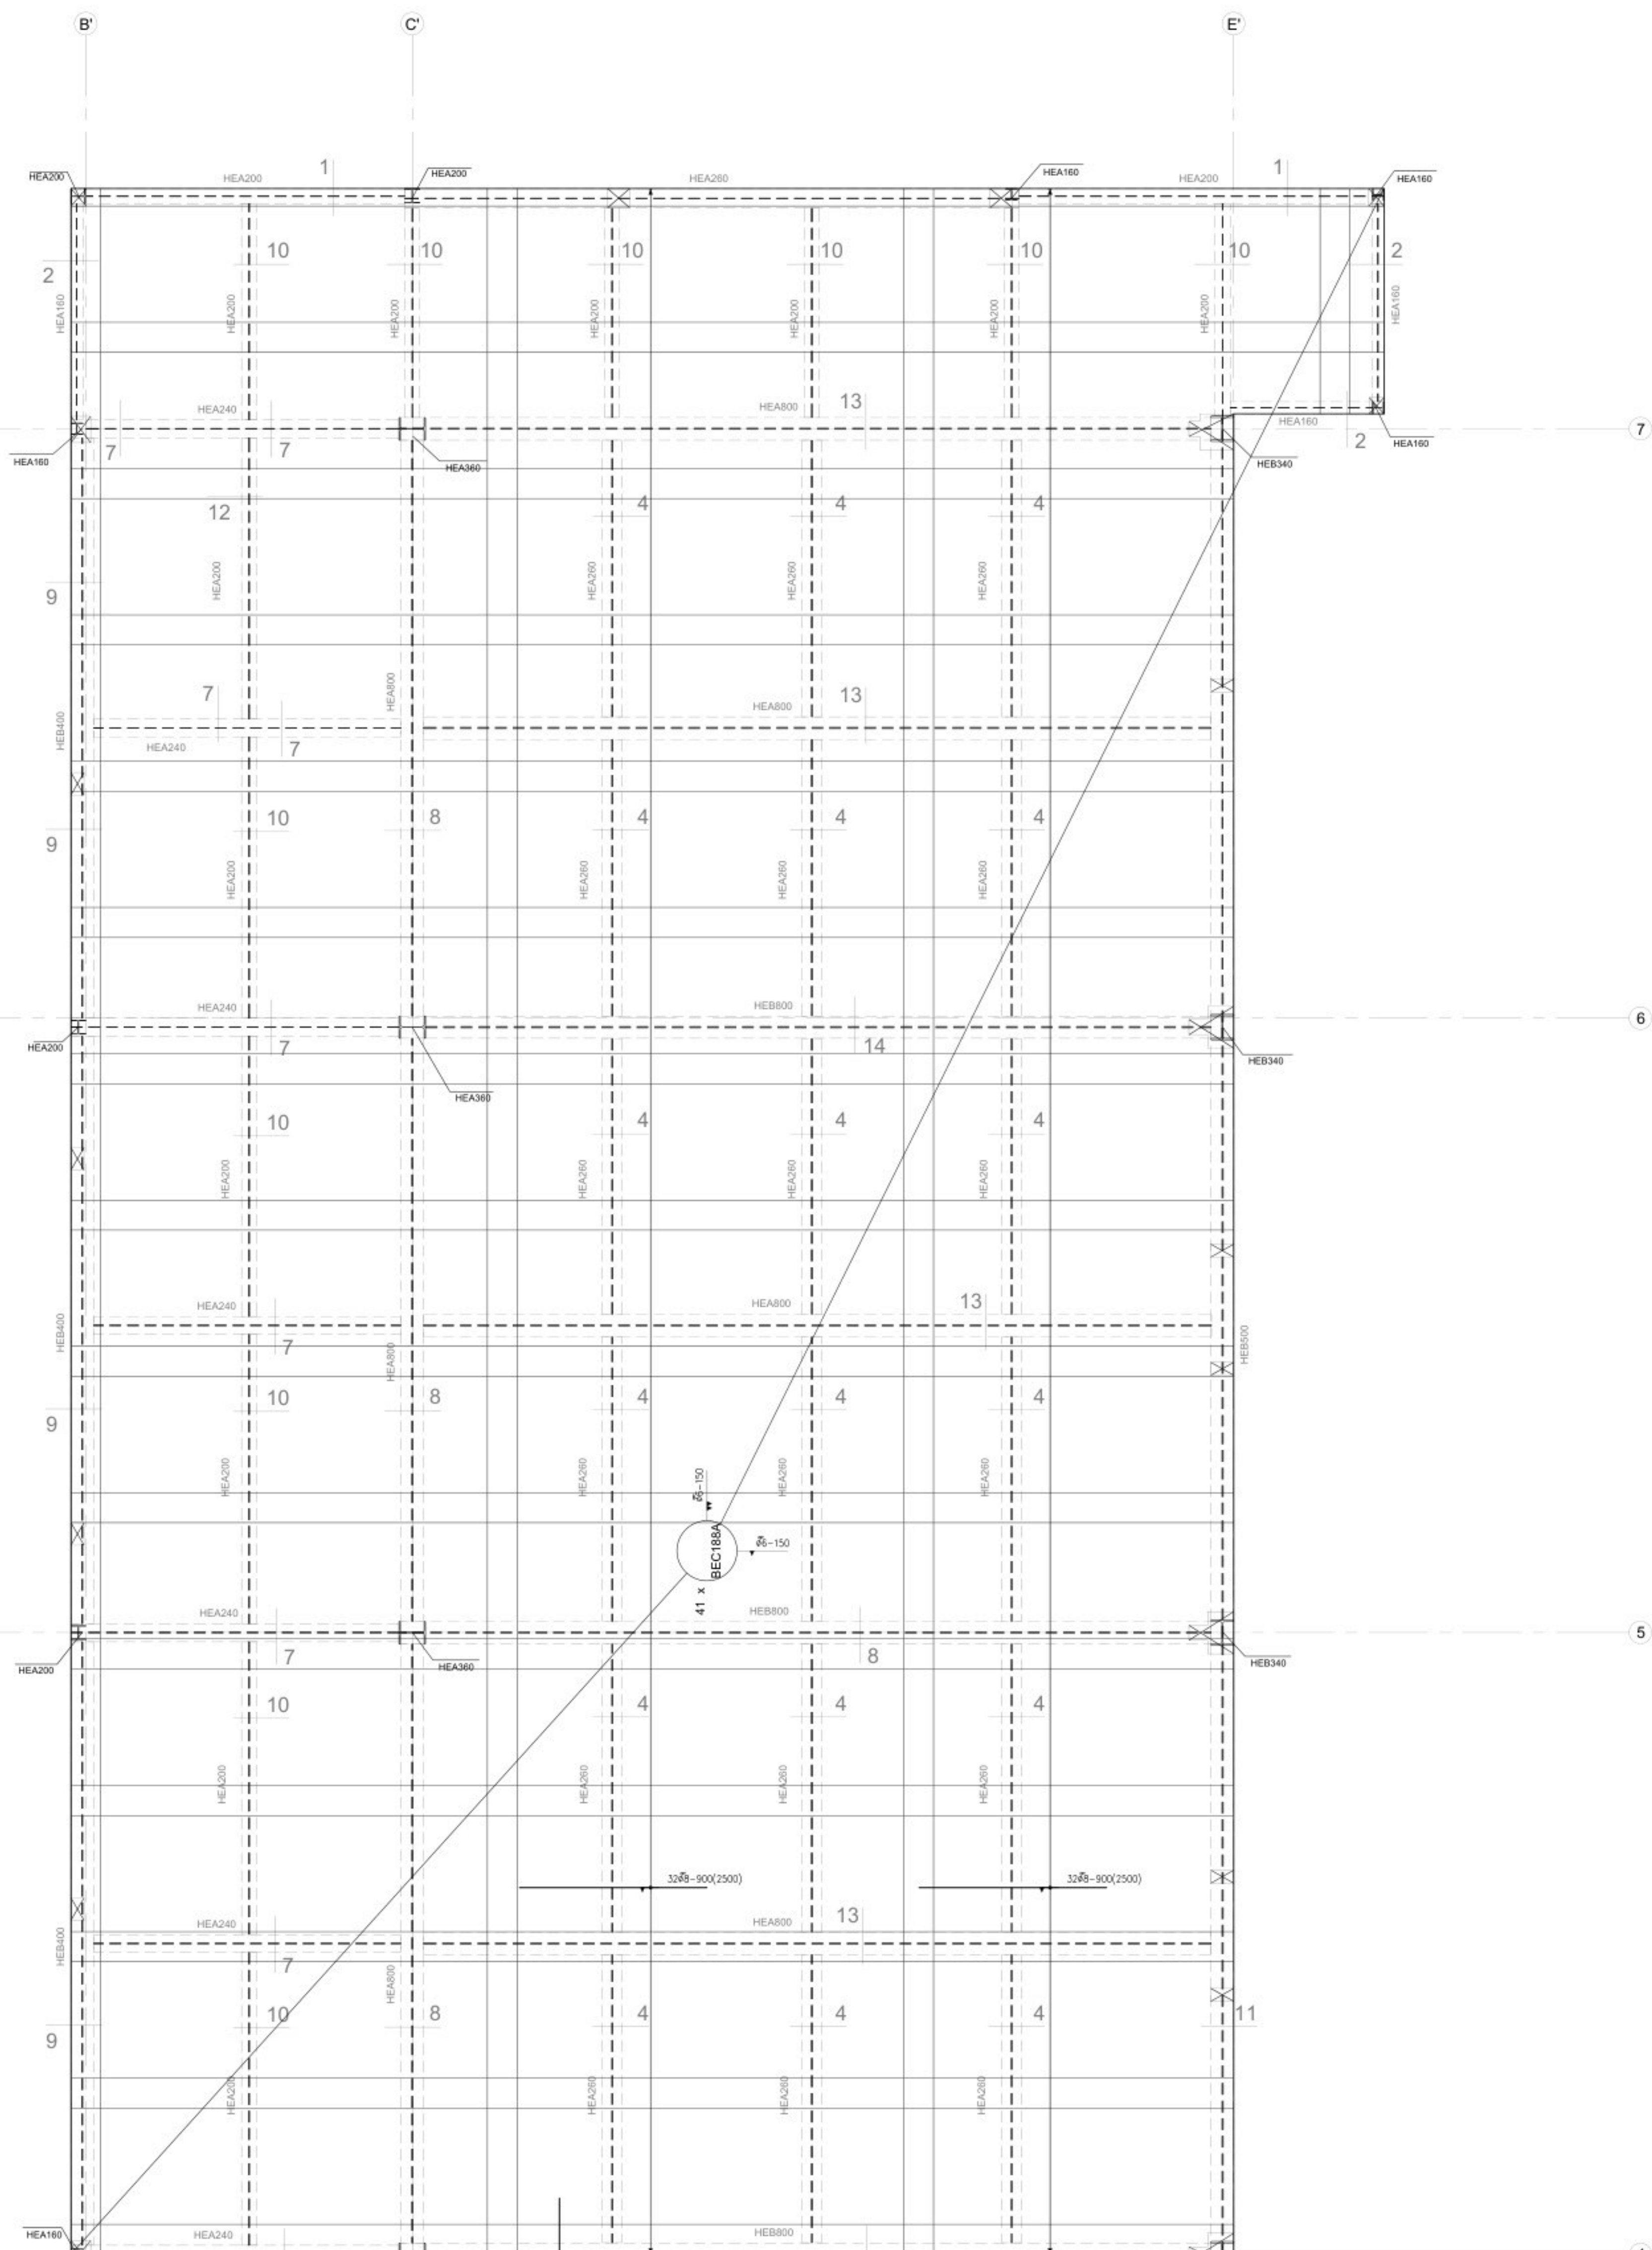 B' C' E'
HEA200 HEA200 1 HEA200 HEA260 HEA160 HEA200 1 HEA160
10 10 10 10 10 10 2
2
HEA160 HEA200 HEA200 HEA200 HEA200 HEA200 HEA200 HEA160
HEA240 HEA800 13
HEA160 2
7
7 7 HEA160
HEA160 HEA360 HEB340
12 4 4 4
9 HEA200 HEA260 HEA260 HEA260
7 HEA800 HEA800 13
HEB400 HEA240 7
10 8 4 4 4
9
HEA200 HEA260 HEA260 HEA260
HEA240 HEB800
6
HEA200 7 14 HEB340
HEA360
10 4 4 4
HEA200 HEA260 HEA260 HEA260
HEA240 HEA800 13
HEB400 7 HEA800 HEB500
10 8 4 4 4
9
HEA200 HEA260 HEA260 HEA260
ø6-150
BEC188A ø6-150
41 x
HEA240 HEB800
5
HEA200 7 HEA360 8 HEB340
10 4 4 4
HEA200 HEA260 HEA260 HEA260
32ø8-900(2500) 32ø8-900(2500)
HEA240 HEA800 13
HEB400 7 HEA800
10 8 4 4 4 11
9
HEA200 HEA260 HEA260 HEA260
HEA160 HEA240 HEB800